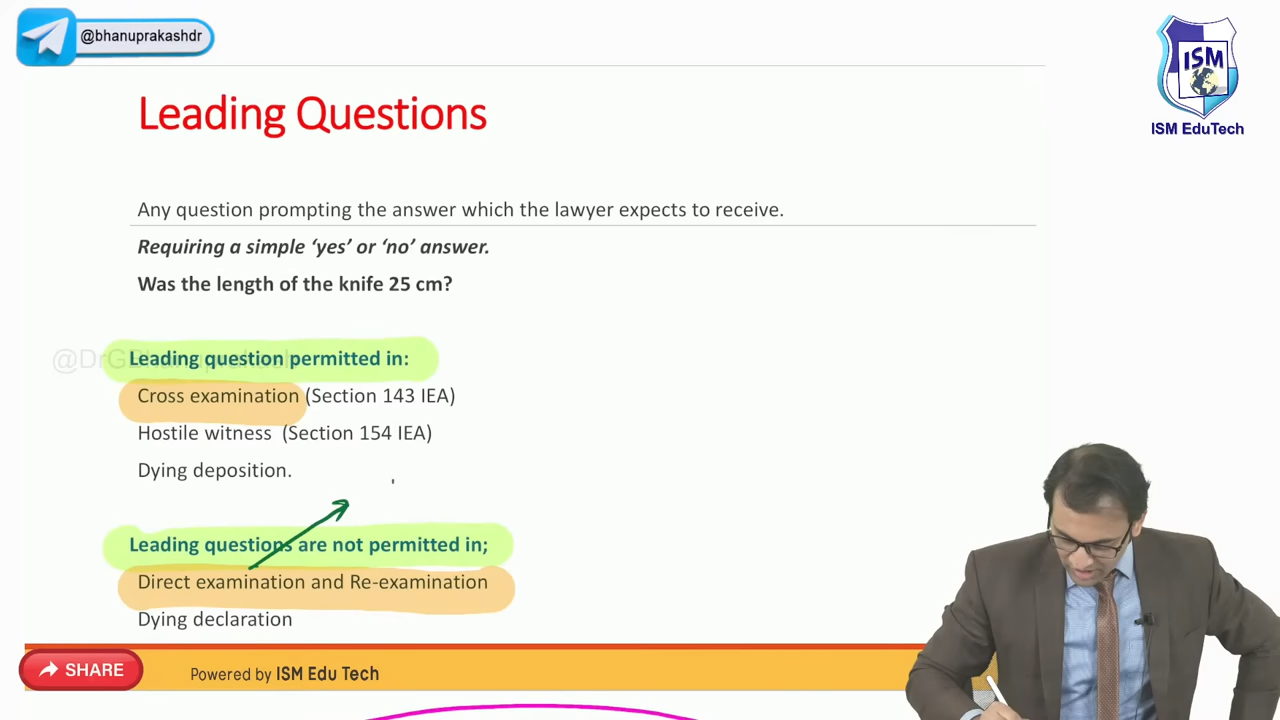 @bhanuprakashdr
ISM
ISM EduTech
Leading Questions
Any question prompting the answer which the lawyer expects to receive.
Requiring a simple ‘yes’ or ‘no’ answer.
Was the length of the knife 25 cm?
@DrGBhanuprakash
Leading question permitted in:
Cross examination (Section 143 IEA)
Hostile witness (Section 154 IEA)
Dying deposition.
Leading questions are not permitted in;
Direct examination and Re-examination
Dying declaration
SHARE
Powered by ISM Edu Tech